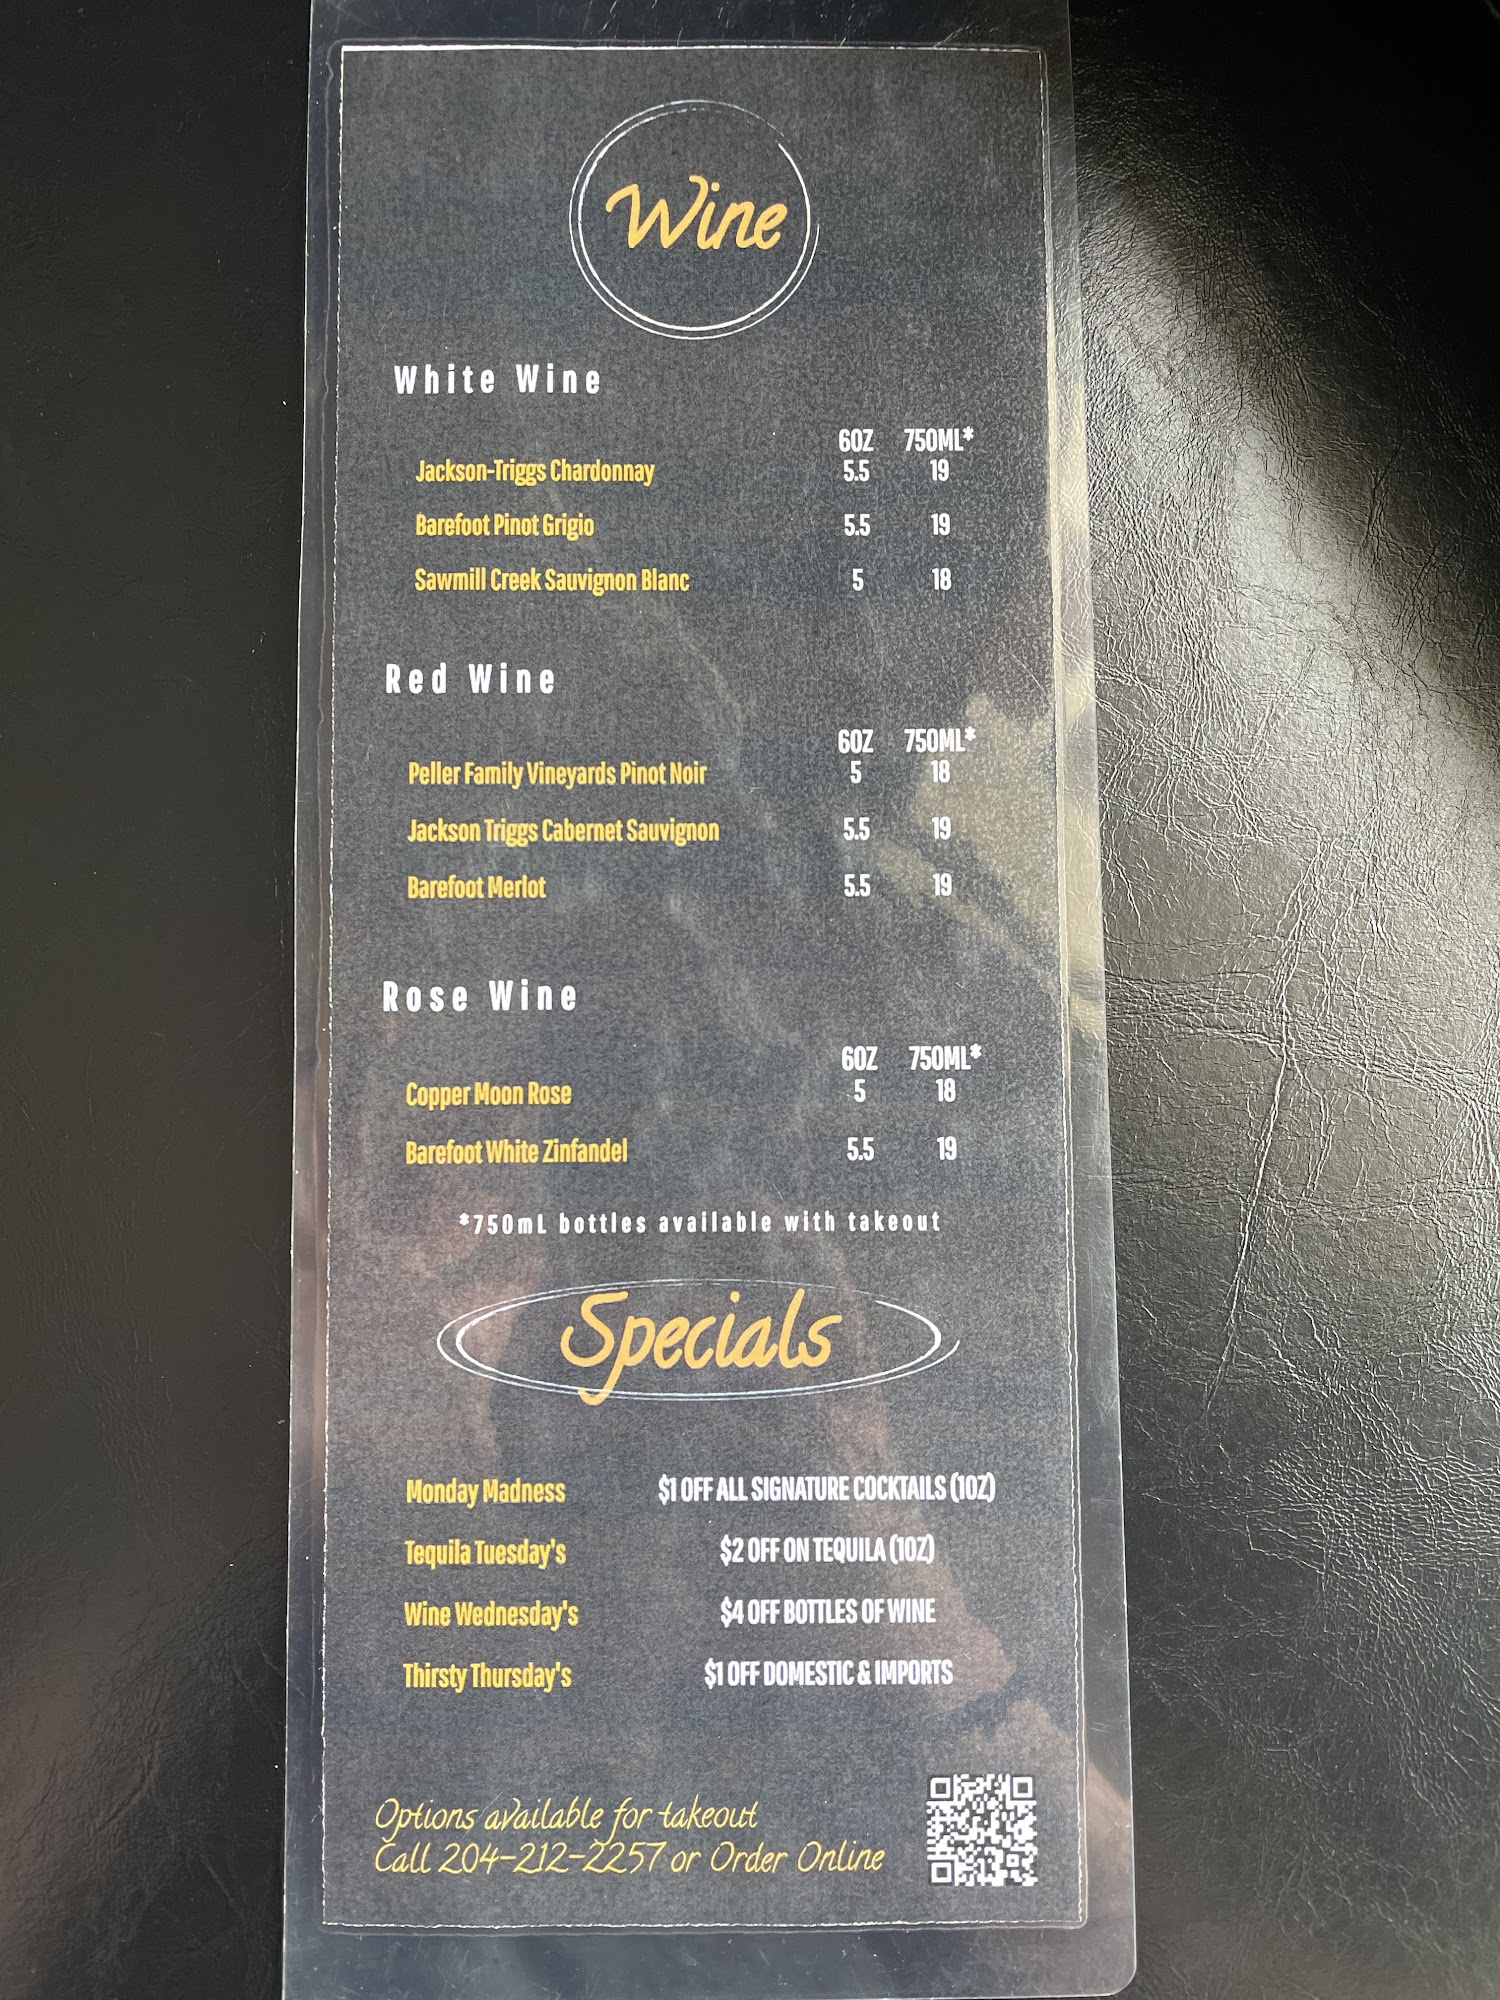 Wine
White Wine
6OZ 750ML*
Jackson-Triggs Chardonnay 5.5 19
Barefoot Pinot Grigio 5.5 19
Sawmill Creek Sauvignon Blanc 5 18
Red Wine
6OZ 750ML*
Peller Family Vineyards Pinot Noir 5 18
Jackson Triggs Cabernet Sauvignon 5.5 19
Barefoot Merlot 5.5 19
Rose Wine
6OZ 750ML*
Copper Moon Rose 5 18
Barefoot White Zinfandel 5.5 19
*750mL bottles available with takeout
Specials
Monday Madness $1 OFF ALL SIGNATURE COCKTAILS (1OZ)
Tequila Tuesday's $2 OFF ON TEQUILA (1OZ)
Wine Wednesday's $4 OFF BOTTLES OF WINE
Thirsty Thursday's $1 OFF DOMESTIC & IMPORTS
Options available for takeout
Call 204-212-2257 or Order Online